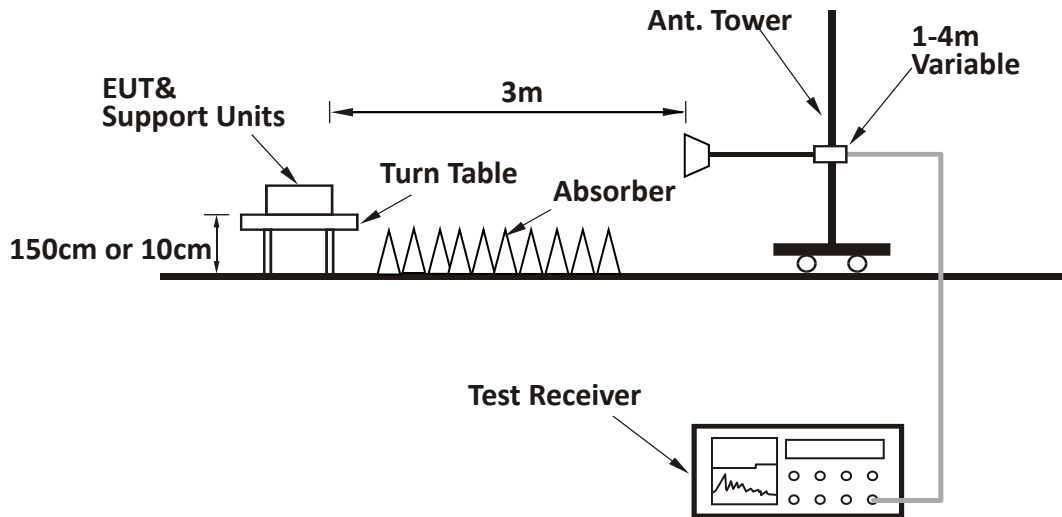 Ant. Tower
1-4m
Variable
3m
EUT&
Support Units
Turn Table
Absorber
150cm or 10cm
Test Receiver